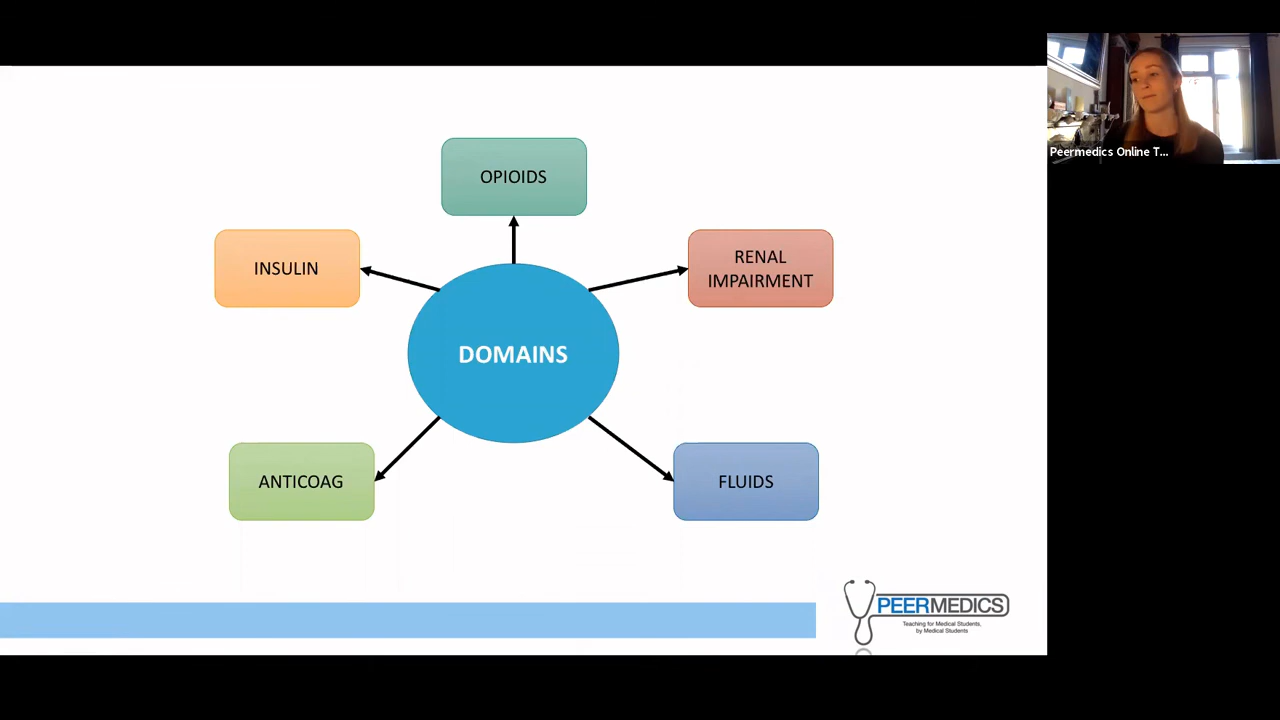 OPIOIDS
INSULIN
RENAL
IMPAIRMENT
DOMAINS
ANTICOAG
FLUIDS
PEERMEDICS
Teaching for Medical Students,
by Medical Students
Peermedics Online T...